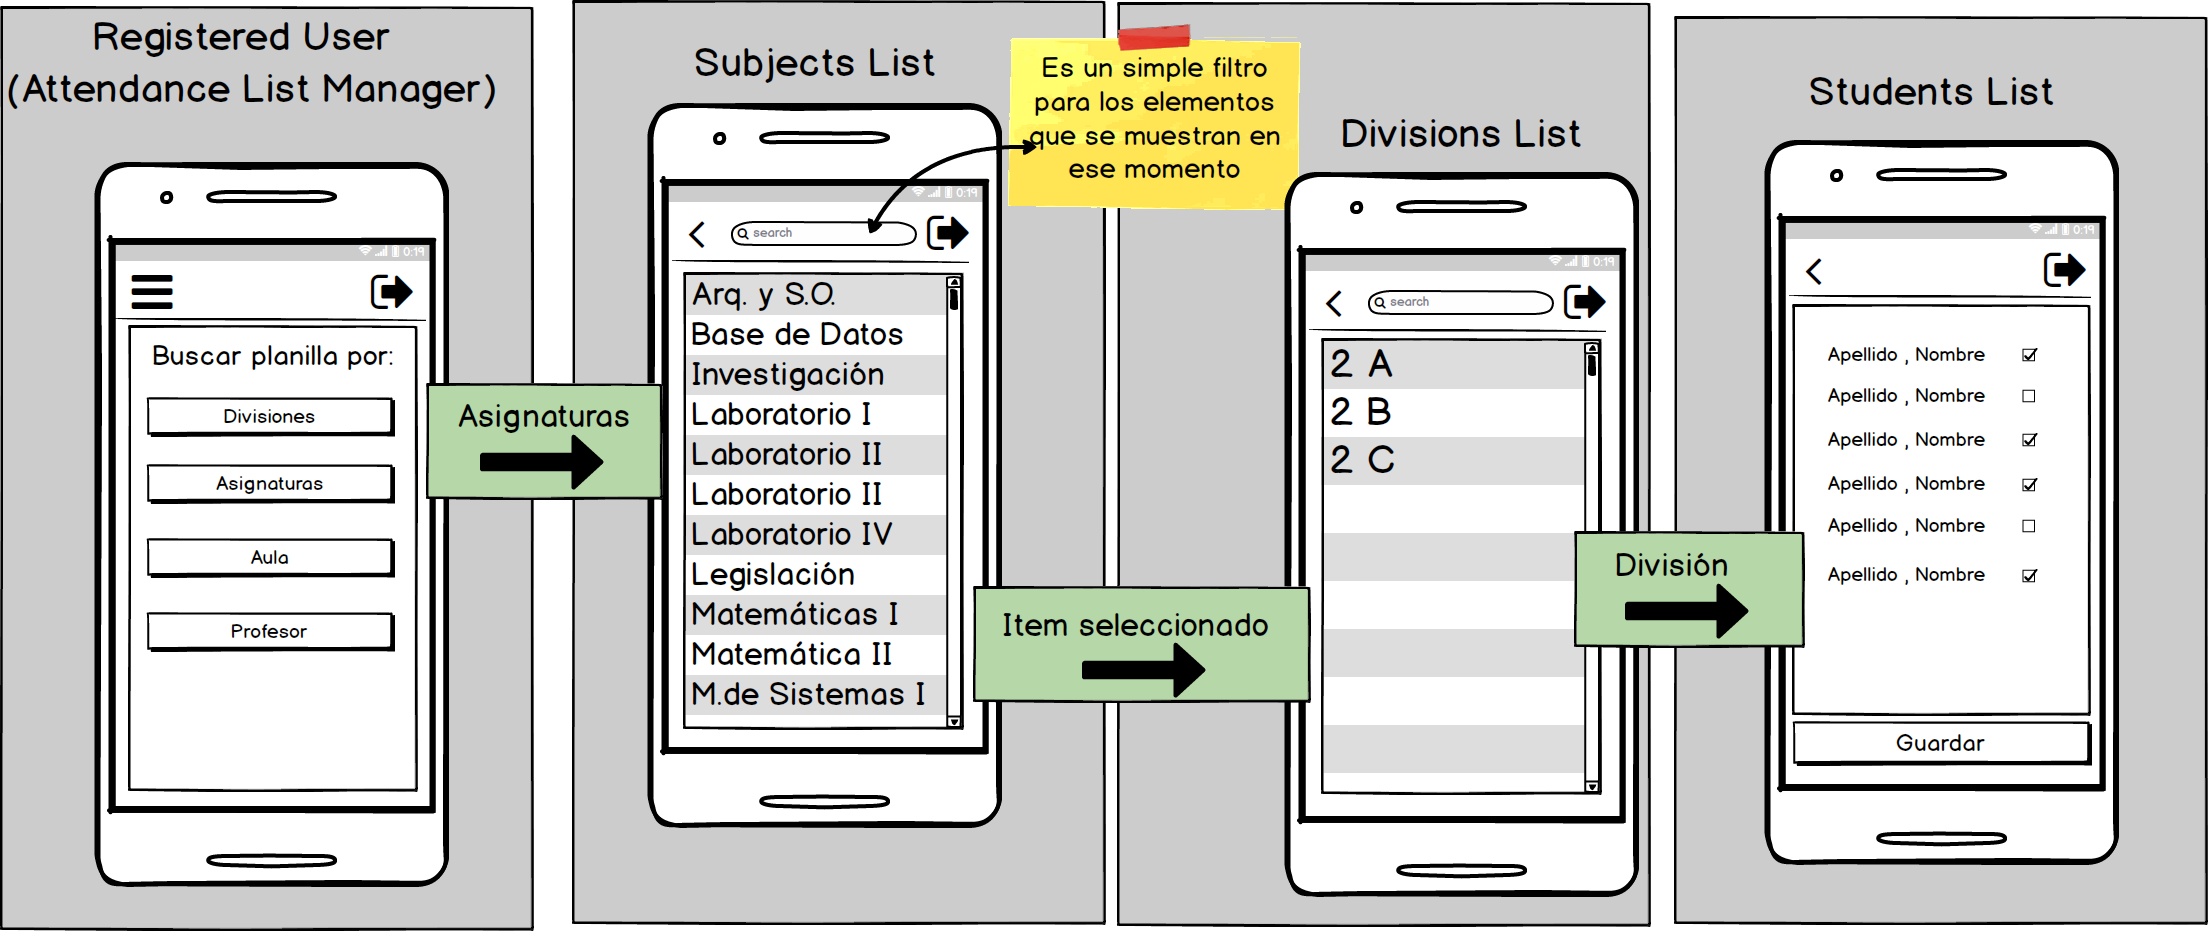 Registered User
(Attendance List Manager)
0:19
Buscar planilla por:
Divisiones
Asignaturas
Aula
Profesor
Asignaturas
Subjects List
0:19
search
Arq. y S.O.
Base de Datos
Investigación
Laboratorio I
Laboratorio II
Laboratorio II
Laboratorio IV
Legislación
Matemáticas I
Matemática II
M.de Sistemas I
Es un simple filtro
para los elementos
que se muestran en
ese momento
Item seleccionado
Divisions List
0:19
search
2 A
2 B
2 C
División
Students List
0:19
Apellido , Nombre
Apellido , Nombre
Apellido , Nombre
Apellido , Nombre
Apellido , Nombre
Apellido , Nombre
Guardar